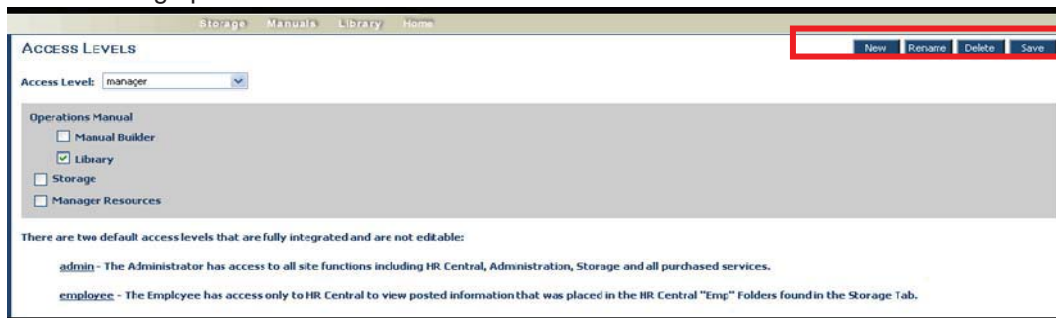 Storage Manuals Library Home
ACCESS LEVELS New Rename Delete Save
Access Level: manager
Operations Manual
Manual Builder
Library
Storage
Manager Resources
There are two default access levels that are fully integrated and are not editable:
admin - The Administrator has access to all site functions including HR Central, Administration, Storage and all purchased services.
employee - The Employee has access only to HR Central to view posted information that was placed in the HR Central "Emp" Folders found in the Storage Tab.